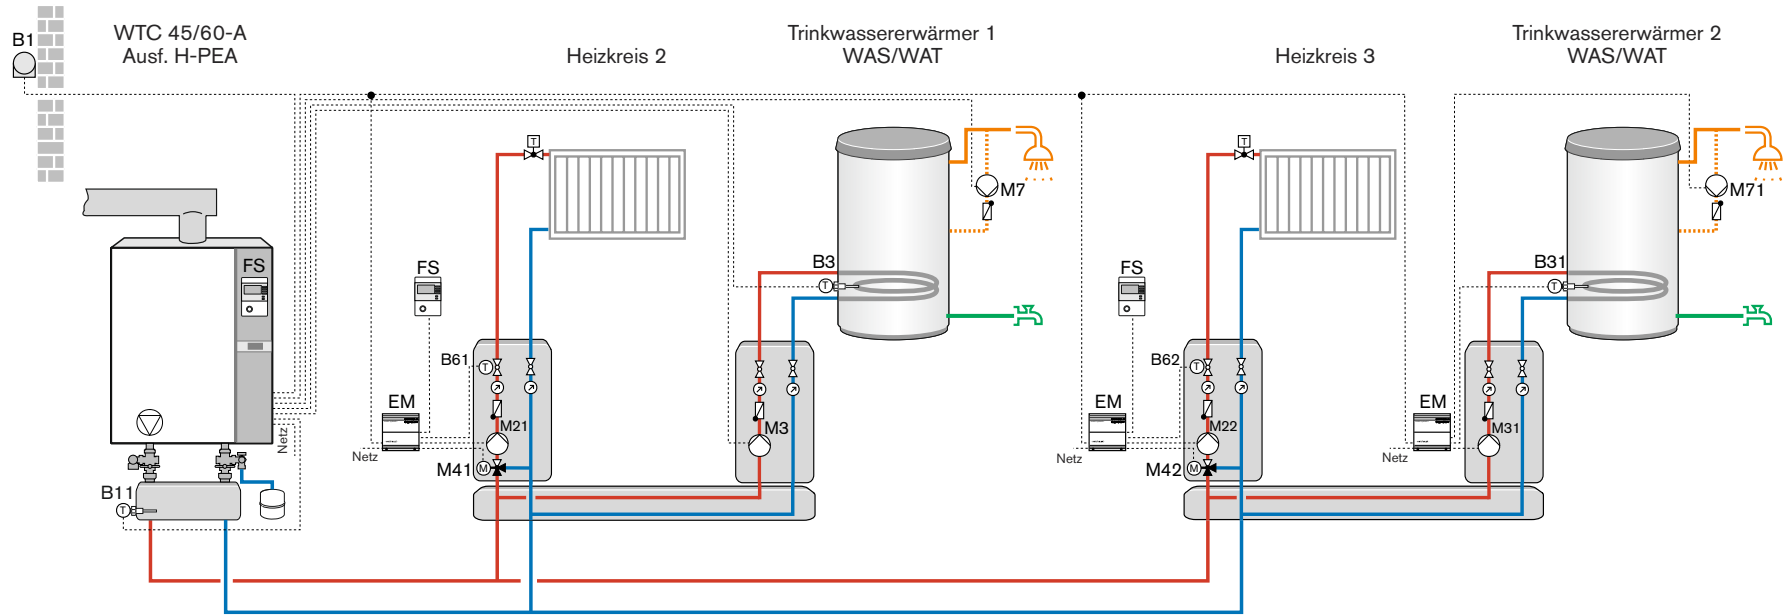 B1
WTC 45/60-A
Ausf. H-PEA
Heizkreis 2
Trinkwassererwärmer 1
WAS/WAT
Heizkreis 3
Trinkwassererwärmer 2
WAS/WAT
T
T
M7
M71
FS
FS
B3
T
FS
B31
T
B61
T
B62
T
EM
M21
M3
EM
M22
EM
M31
Netz
Netz
Netz
Netz
M41
M
M42
M
B11
T